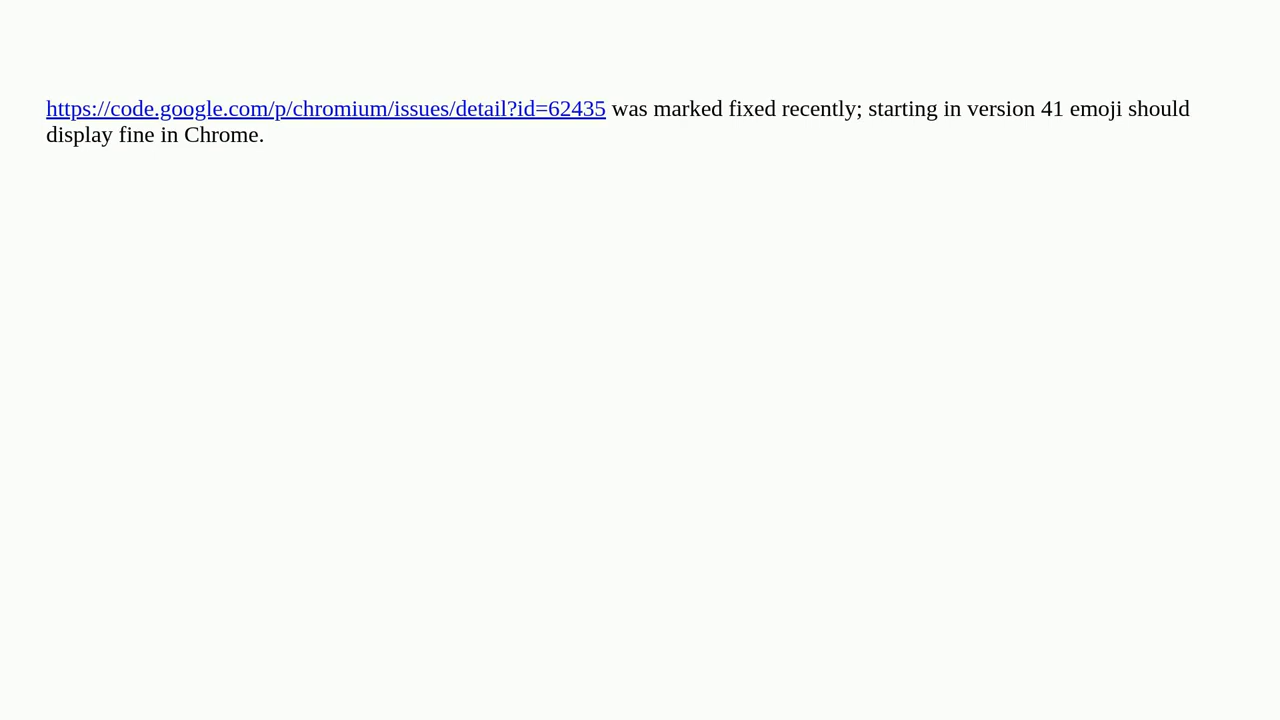 https://code.google.com/p/chromium/issues/detail?id=62435 was marked fixed recently; starting in version 41 emoji should
display fine in Chrome.